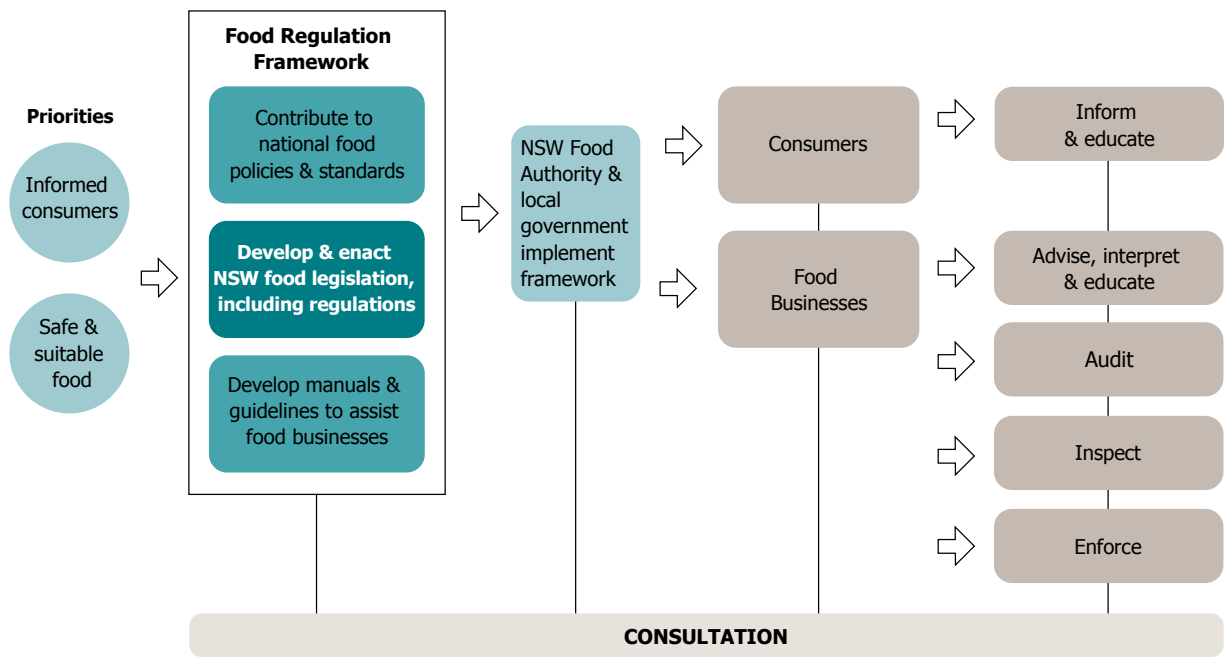 Priorities
Informed
consumers
Safe &
suitable
food
Food Regulation
Framework
Contribute to
national food
policies & standards
Develop & enact
NSW food legislation,
including regulations
Develop manuals &
guidelines to assist
food businesses
NSW Food
Authority &
local
government
implement
framework
Consumers
Food
Businesses
Inform
& educate
Advise, interpret
& educate
Audit
Inspect
Enforce
CONSULTATION